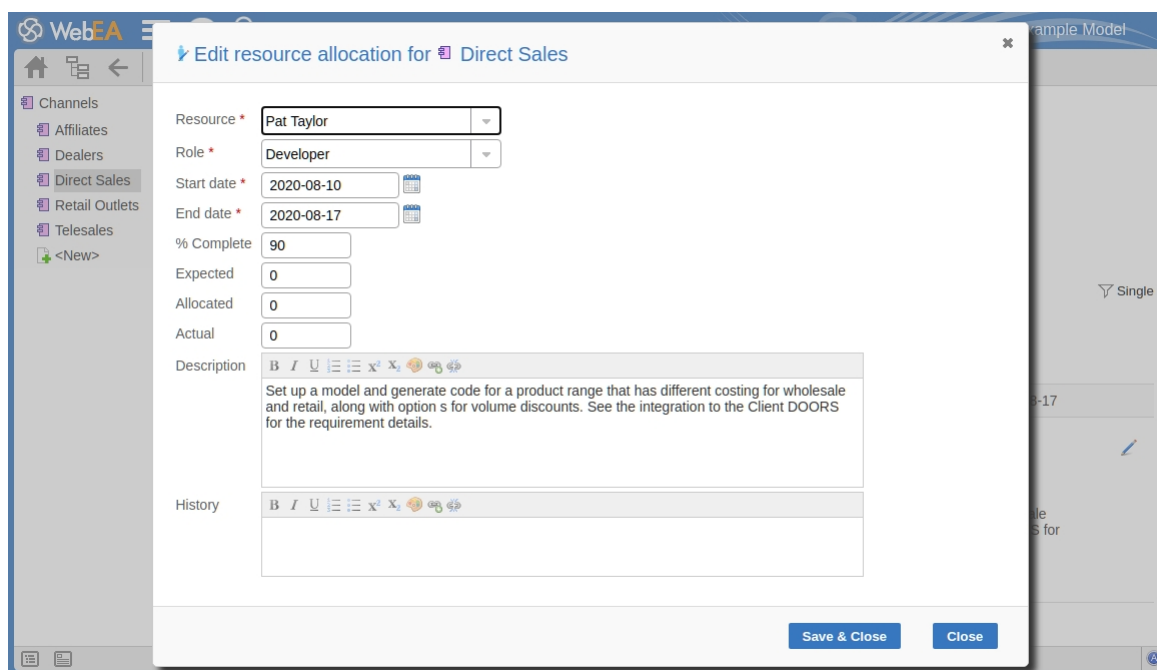 WebEA
ample Model
Edit resource allocation for Direct Sales
Channels
Affiliates
Dealers
Direct Sales
Retail Outlets
Telesales
<New>
Resource *
Pat Taylor
Role *
Developer
Start date *
2020-08-10
End date *
2020-08-17
% Complete
90
Expected
0
Allocated
0
Actual
0
Single
Description
B I U X² X₂
Set up a model and generate code for a product range that has different costing for wholesale
and retail, along with option s for volume discounts. See the integration to the Client DOORS
for the requirement details.
-17
History
B I U X² X₂
S for
Save & Close
Close